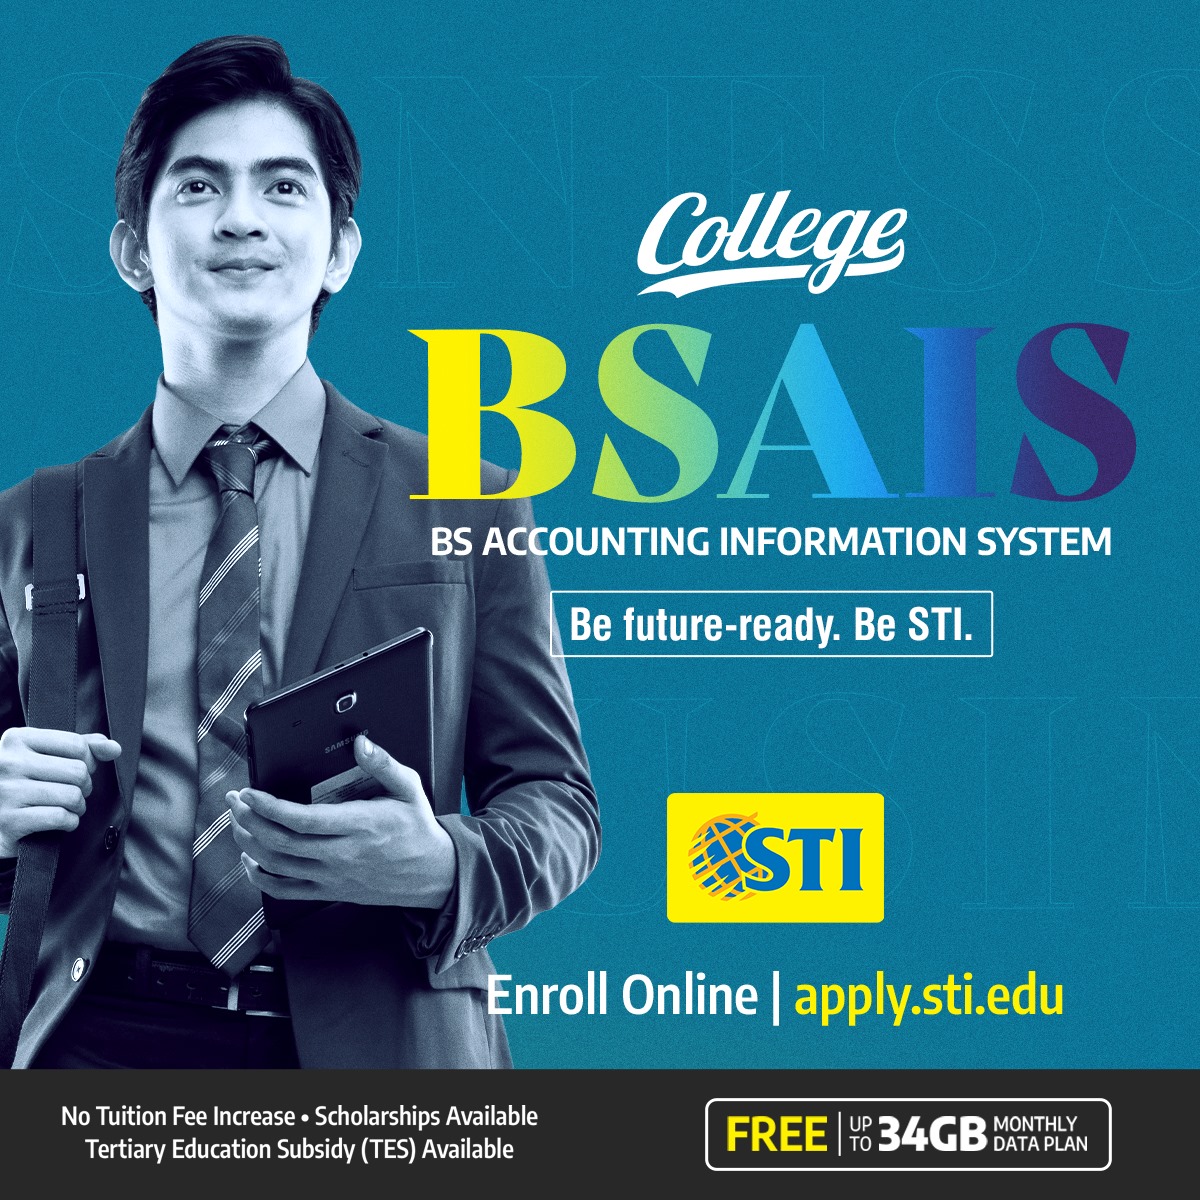 College
BSAIS
BS ACCOUNTING INFORMATION SYSTEM
Be future-ready. Be STI.
SAMSUNG
STI
Enroll Online | apply.sti.edu
No Tuition Fee Increase • Scholarships Available
Tertiary Education Subsidy (TES) Available
FREE | UP TO 34GB MONTHLY DATA PLAN